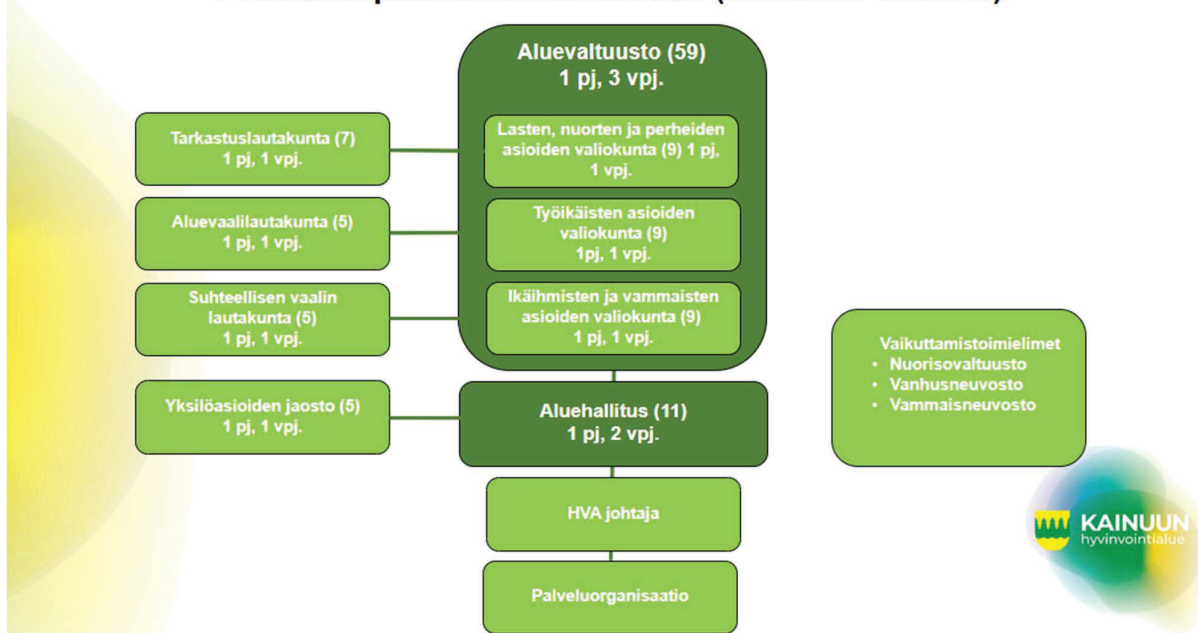 Aluevaltuusto (59)
1 pj, 3 vpj.
Tarkastuslautakunta (7)
1 pj, 1 vpj.
Lasten, nuorten ja perheiden
asioiden valiokunta (9) 1 pj,
1 vpj.
Aluevaalilautakunta (5)
1 pj, 1 vpj.
Työikäisten asioiden
valiokunta (9)
1pj, 1 vpj.
Suhteellisen vaalin
lautakunta (5)
1 pj, 1 vpj.
Ikäihmisten ja vammaisten
asioiden valiokunta (9)
1 pj, 1 vpj.
Vaikuttamistoimielimet
• Nuorisovaltuusto
• Vanhusneuvosto
• Vammaisneuvosto
Yksilöasioiden jaosto (5)
1 pj, 1 vpj.
Aluehallitus (11)
1 pj, 2 vpj.
HVA johtaja
Palveluorganisaatio
KAINUUN
hyvinvointialue